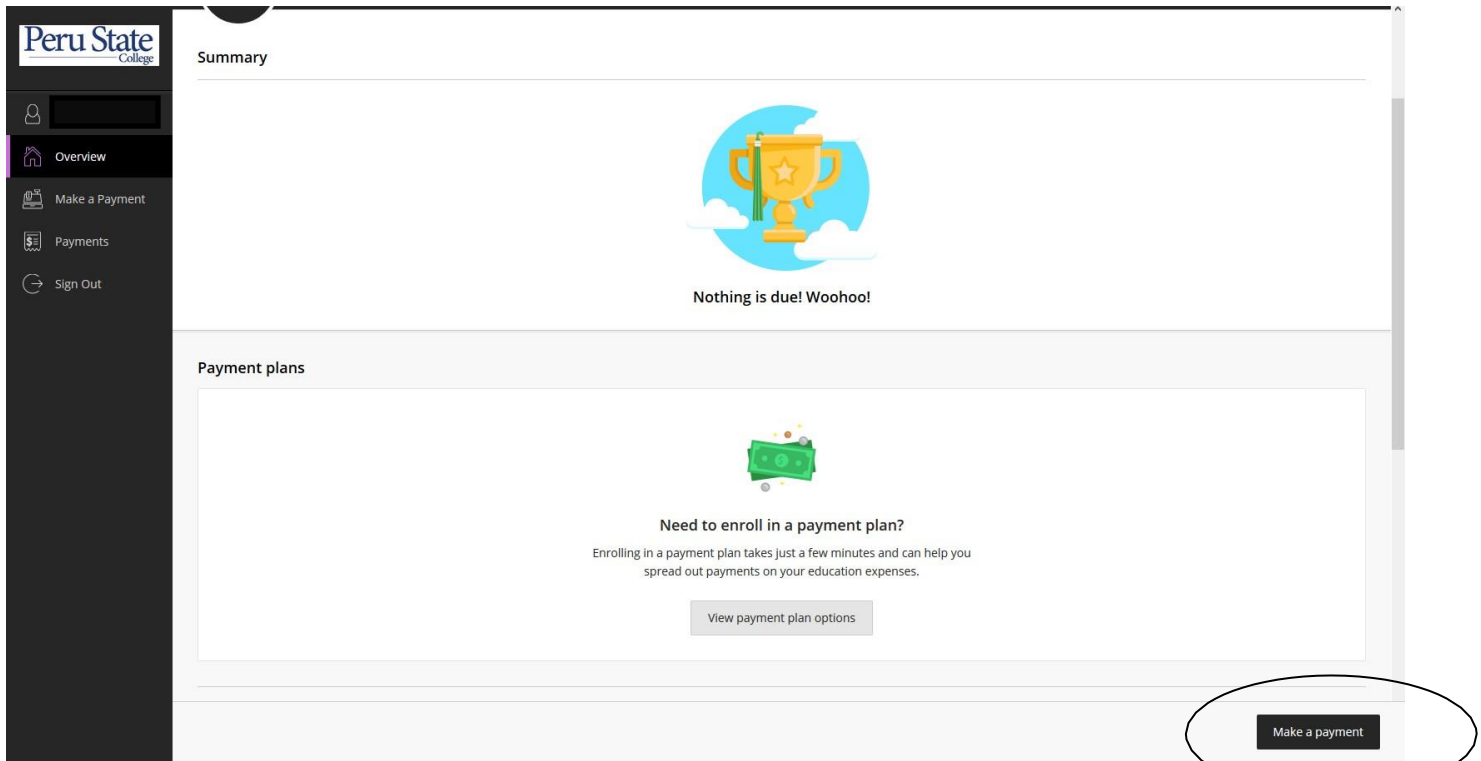 Peru State
College
Overview
Make a Payment
Payments
Sign Out
Summary
Nothing is due! Woohoo!
Payment plans
Need to enroll in a payment plan?
Enrolling in a payment plan takes just a few minutes and can help you
spread out payments on your education expenses.
View payment plan options
Make a payment